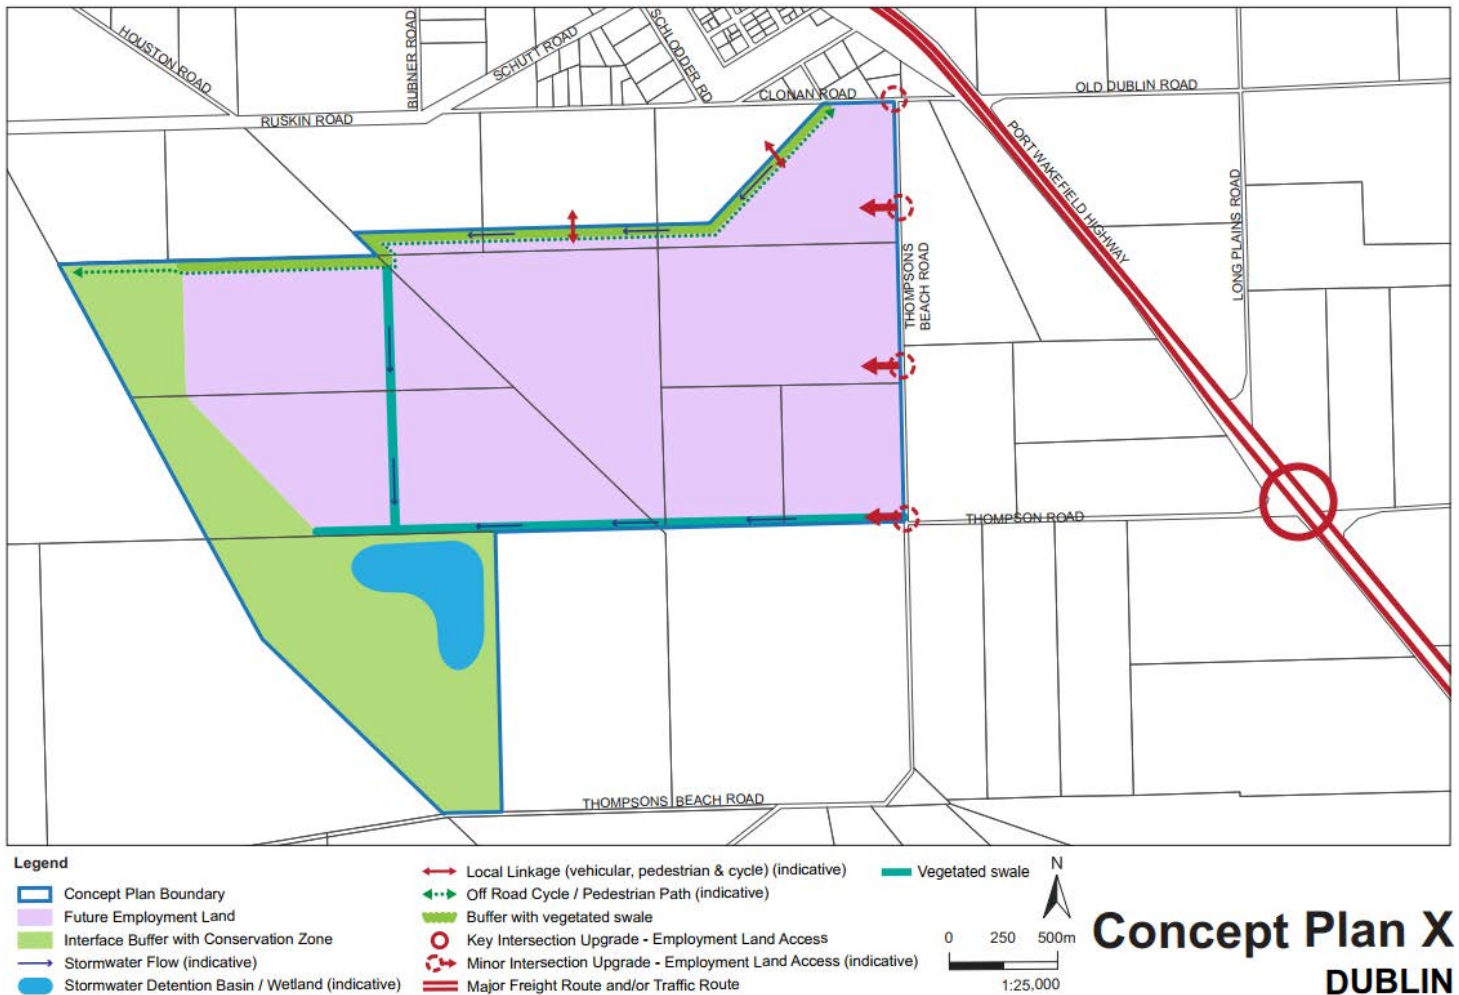 HOUSTON ROAD
BUBNER ROAD
SCHUTT ROAD
SCHLODDER RD
CLONAN ROAD
OLD DUBLIN ROAD
RUSKIN ROAD
PORT WAKEFIELD HIGHWAY
LONG PLAINS ROAD
THOMPSONS
BEACH ROAD
THOMPSON ROAD
THOMPSONS BEACH ROAD
Legend
Concept Plan Boundary
Future Employment Land
Interface Buffer with Conservation Zone
Stormwater Flow (indicative)
Stormwater Detention Basin / Wetland (indicative)
Local Linkage (vehicular, pedestrian & cycle) (indicative)
Off Road Cycle / Pedestrian Path (indicative)
Buffer with vegetated swale
Key Intersection Upgrade - Employment Land Access
Minor Intersection Upgrade - Employment Land Access (indicative)
Major Freight Route and/or Traffic Route
Vegetated swale
N
0 250 500m
1:25,000
Concept Plan X
DUBLIN